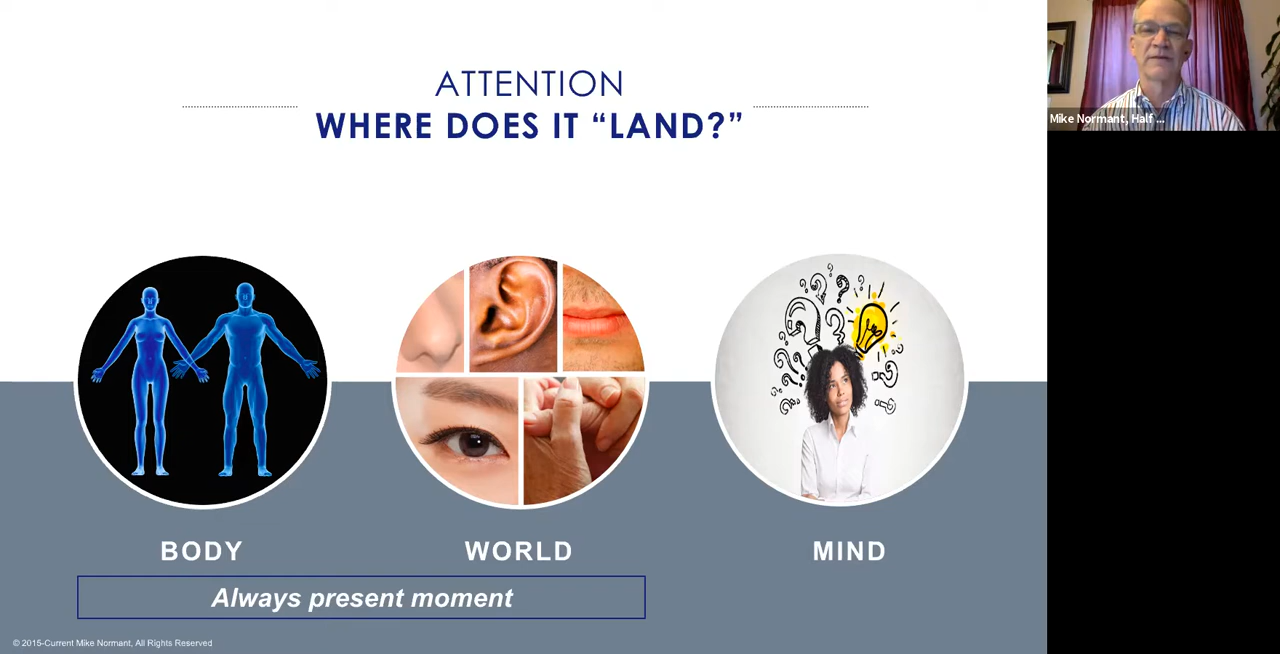 ATTENTION
WHERE DOES IT “LAND?”
Mike Normant, Half ...
BODY
WORLD
MIND
Always present moment
© 2015-Current Mike Normant, All Rights Reserved